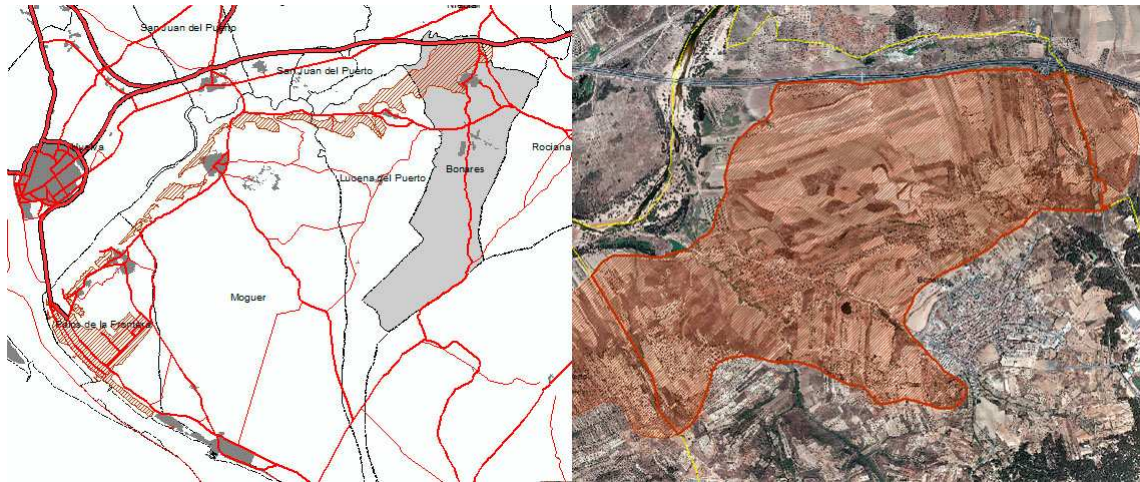 Niebla
San Juan del Puerto
San Juan del Puerto
Huelva
Rociana
Bonares
Lucena del Puerto
Moguer
Palos de la Frontera